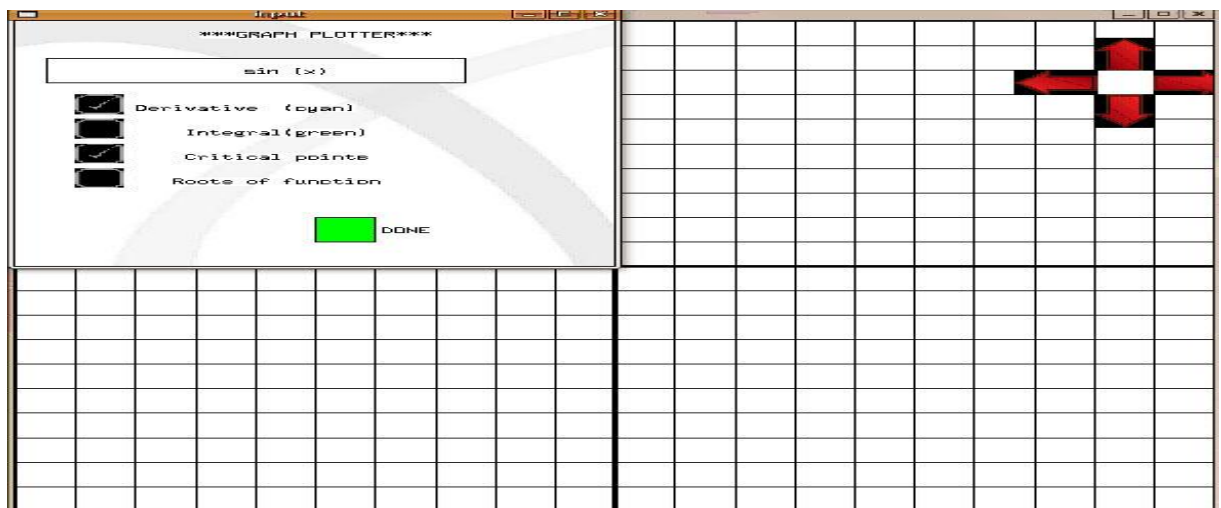 Input
***GRAPH PLOTTER***
sin (x)
Derivative (cyan)
Integral(green)
Critical points
Roots of function
DONE